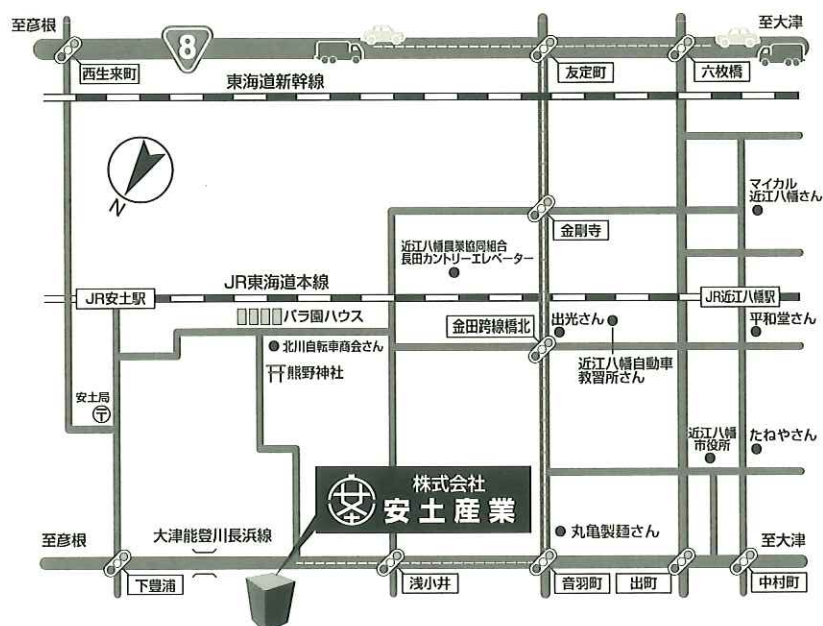 至彦根
至大津
8
西生来町
友定町
六枚橋
東海道新幹線
N
マイカル
近江八幡さん
金剛寺
近江八幡農業協同組合
長田カントリーエレベーター
JR東海道本線
JR安土駅
JR近江八幡駅
バラ園ハウス
金田跨線橋北
出光さん
平和堂さん
北川自転車商会さん
近江八幡自動車
教習所さん
熊野神社
安土局
近江八幡
市役所
たねやさん
株式会社
安土産業
丸亀製麺さん
至彦根
大津能登川長浜線
至大津
下豊浦
浅小井
音羽町
出町
中村町